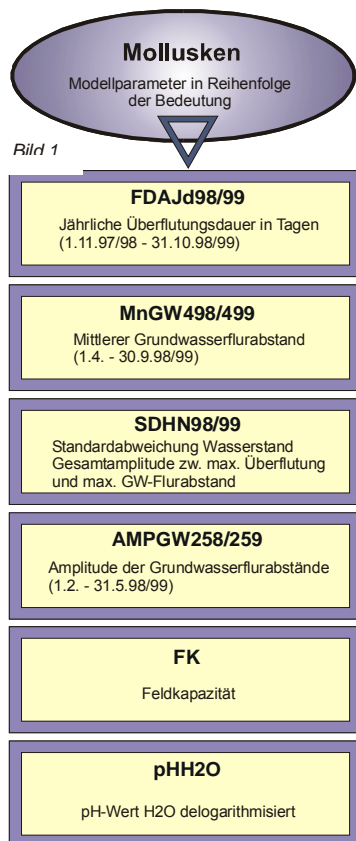 Mollusken
Modellparameter in Reihenfolge
der Bedeutung
Bild 1
FDAJd98/99
Jährliche Überflutungsdauer in Tagen
(1.11.97/98 - 31.10.98/99)
MnGW498/499
Mittlerer Grundwasserflurabstand
(1.4. - 30.9.98/99)
SDHN98/99
Standardabweichung Wasserstand
Gesamtamplitude zw. max. Überflutung
und max. GW-Flurabstand
AMPGW258/259
Amplitude der Grundwasserflurabstände
(1.2. - 31.5.98/99)
FK
Feldkapazität
pHH2O
pH-Wert H2O delogarithmisiert